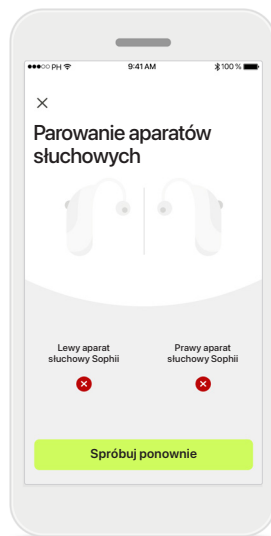 PH 9:41 AM 100 %
Parowanie aparatów
słuchowych
Lewy aparat
słuchowy Sophii
Prawy aparat
słuchowy Sophii
Spróbuj ponownie